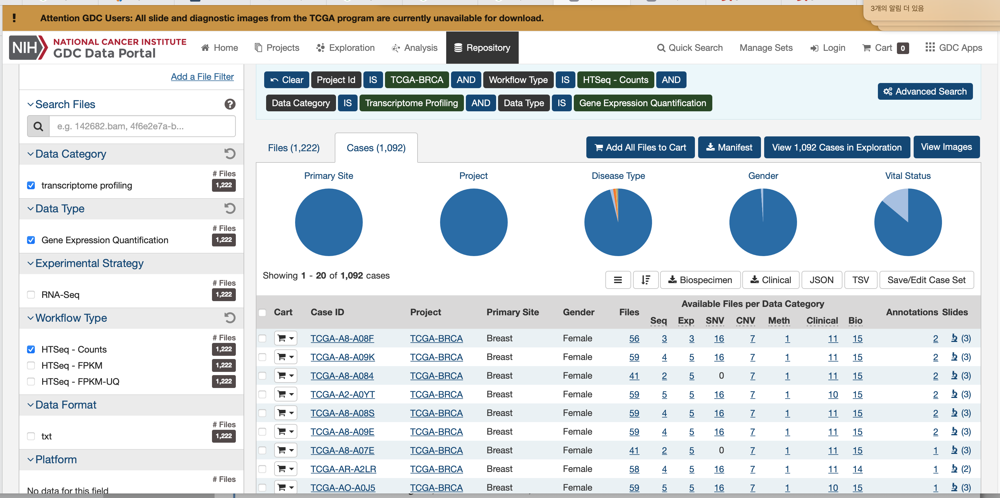 3개의 알림 더 있음
! Attention GDC Users: All slide and diagnostic images from the TCGA program are currently unavailable for download.
NIH NATIONAL CANCER INSTITUTE
GDC Data Portal
Home Projects Exploration Analysis Repository Quick Search Manage Sets Login Cart 0 GDC Apps
Add a File Filter
Search Files ?
e.g. 142682.bam, 4f6e2e7a-b...
Data Category
# Files
transcriptome profiling 1,222
Data Type
# Files
Gene Expression Quantification 1,222
Experimental Strategy
# Files
RNA-Seq 1,222
Workflow Type
# Files
HTSeq - Counts 1,222
HTSeq - FPKM 1,222
HTSeq - FPKM-UQ 1,222
Data Format
# Files
txt 1,222
Platform
# Files
No data for this field
Clear Project Id IS TCGA-BRCA AND Workflow Type IS HTSeq - Counts AND
Data Category IS Transcriptome Profiling AND Data Type IS Gene Expression Quantification
Advanced Search
Files (1,222) Cases (1,092) Add All Files to Cart Manifest View 1,092 Cases in Exploration View Images
Primary Site Project Disease Type Gender Vital Status
Showing 1 - 20 of 1,092 cases
Biospecimen Clinical JSON TSV Save/Edit Case Set
Available Files per Data Category
Cart Case ID Project Primary Site Gender Files Annotations Slides
Seq Exp SNV CNV Meth Clinical Bio
TCGA-A8-A08F TCGA-BRCA Breast Female 56 3 3 16 7 1 11 15 2 (3)
TCGA-A8-A09K TCGA-BRCA Breast Female 59 4 5 16 7 1 11 15 2 (3)
TCGA-A8-A084 TCGA-BRCA Breast Female 41 2 5 0 7 1 11 15 2 (3)
TCGA-A2-A0YT TCGA-BRCA Breast Female 59 5 5 16 7 1 10 15 2 (3)
TCGA-A8-A08S TCGA-BRCA Breast Female 59 4 5 16 7 1 11 15 2 (3)
TCGA-A8-A09E TCGA-BRCA Breast Female 59 4 5 16 7 1 11 15 2 (3)
TCGA-A8-A07E TCGA-BRCA Breast Female 41 2 5 0 7 1 11 15 1 (3)
TCGA-AR-A2LR TCGA-BRCA Breast Female 58 4 5 16 7 1 11 14 1 (2)
TCGA-AO-A0J5 TCGA-BRCA Breast Female 59 5 5 16 7 1 10 15 1 (3)